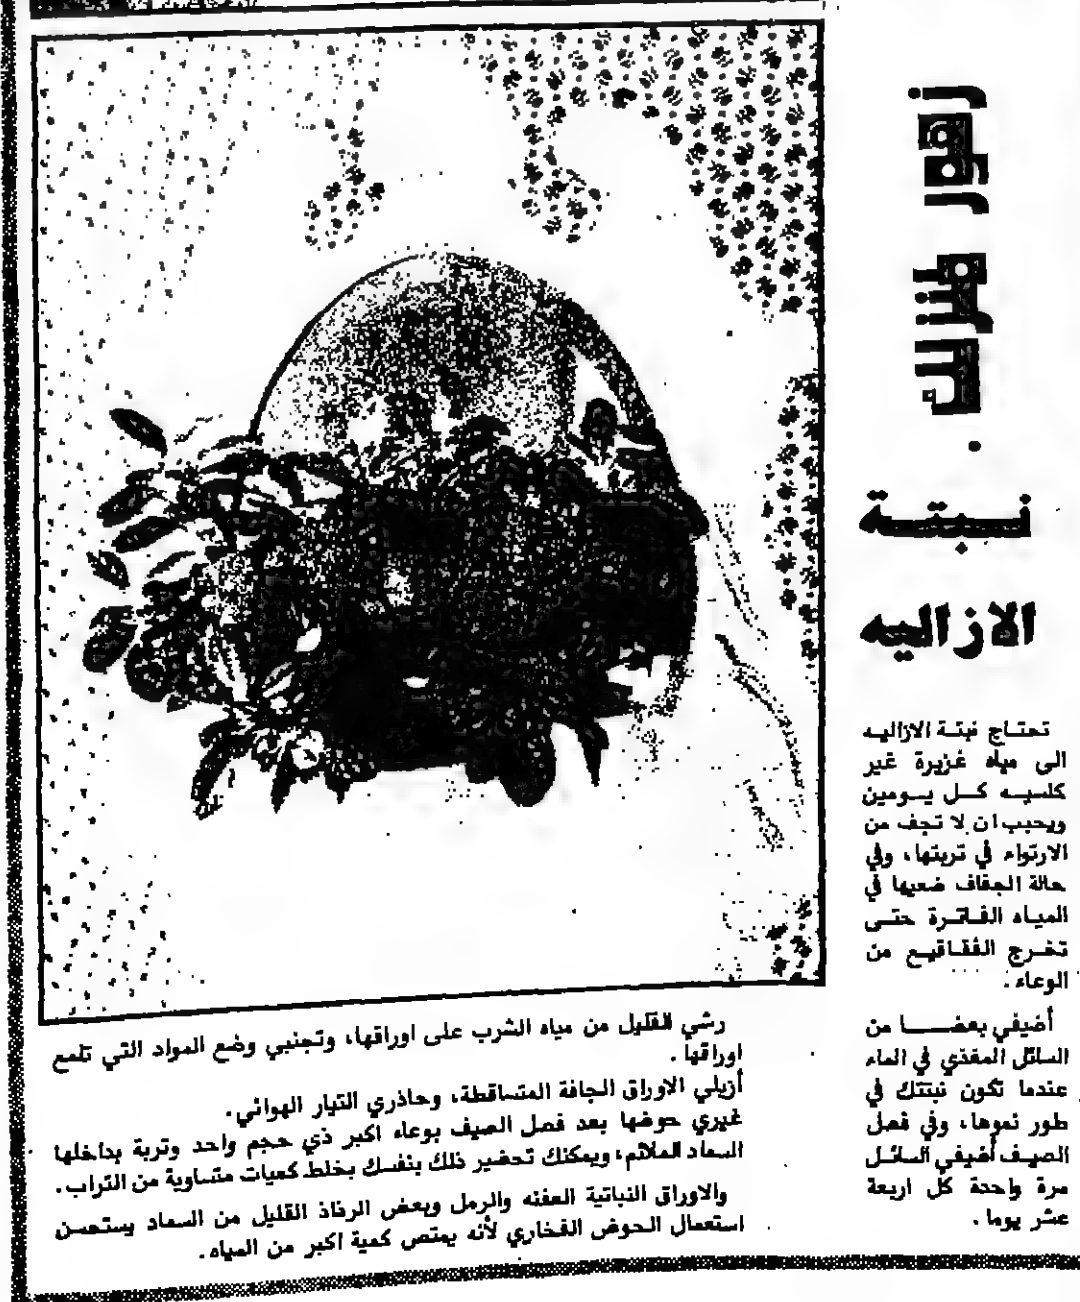 زهور لمنزلك
نبتة
الازاليه
تحتاج نبتة الازاليه
الى مياه غزيرة غير
كلسيه كل يومين
ويجب ان لا تجف من
الارتواء في تربتها، وفي
حالة الجفاف ضعيها في
المياه الفاترة حتى
تخرج الفقاقيع من
الوعاء.
أضيفي بعضا من
السائل المغذي في الماء
عندما تكون نبتتك في
طور نموها، وفي فصل
الصيف أضيفي السائل
مرة واحدة كل اربعة
عشر يوما.
رشي القليل من مياه الشرب على اوراقها، وتجنبي وضع المواد التي تلمع
اوراقها.
أزيلي الاوراق الجافة المتساقطة، وحاذري التيار الهوائي.
غيري حوضها بعد فصل الصيف بوعاء اكبر ذي حجم واحد وتربة بداخلها
السماد الملائم، ويمكنك تحضير ذلك بنفسك بخلط كميات متساوية من التراب.
والاوراق النباتية العفنه والرمل وبعض الرذاذ القليل من السماد يستحسن
استعمال الحوض الفخاري لأنه يمتص كمية اكبر من المياه.